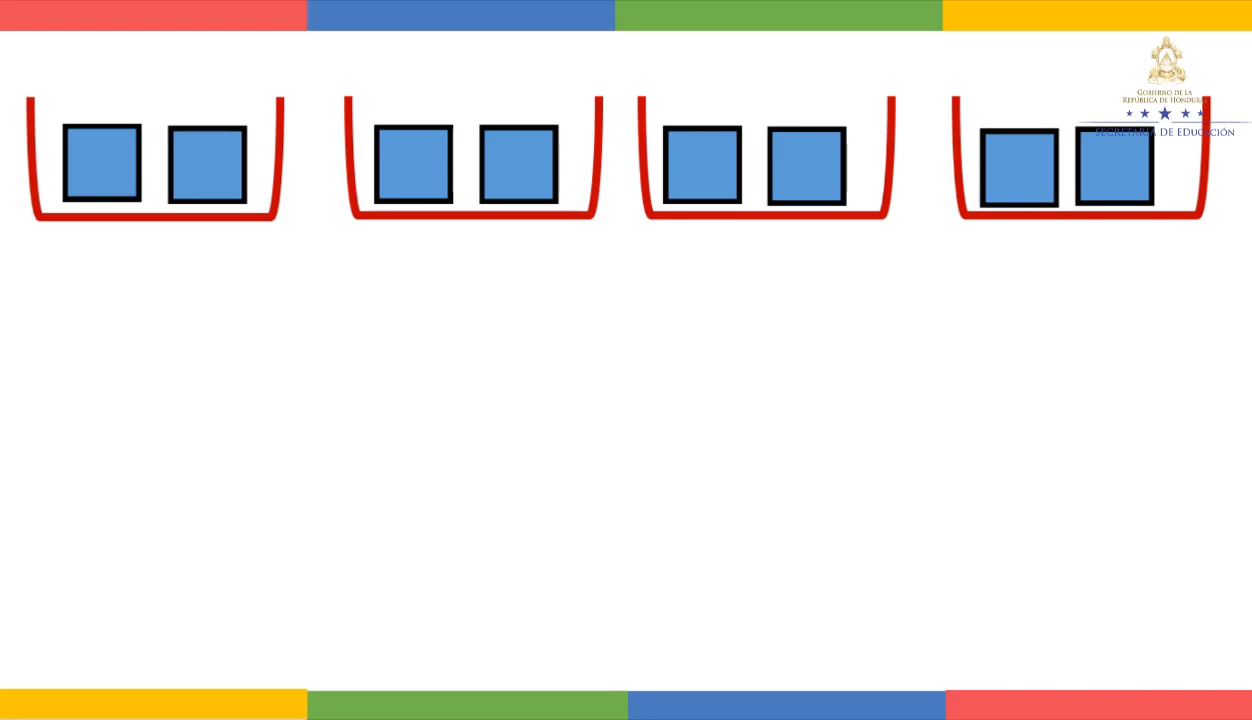 GOBIERNO DE LA
REPÚBLICA DE HONDURAS
SECRETARÍA DE EDUCACIÓN